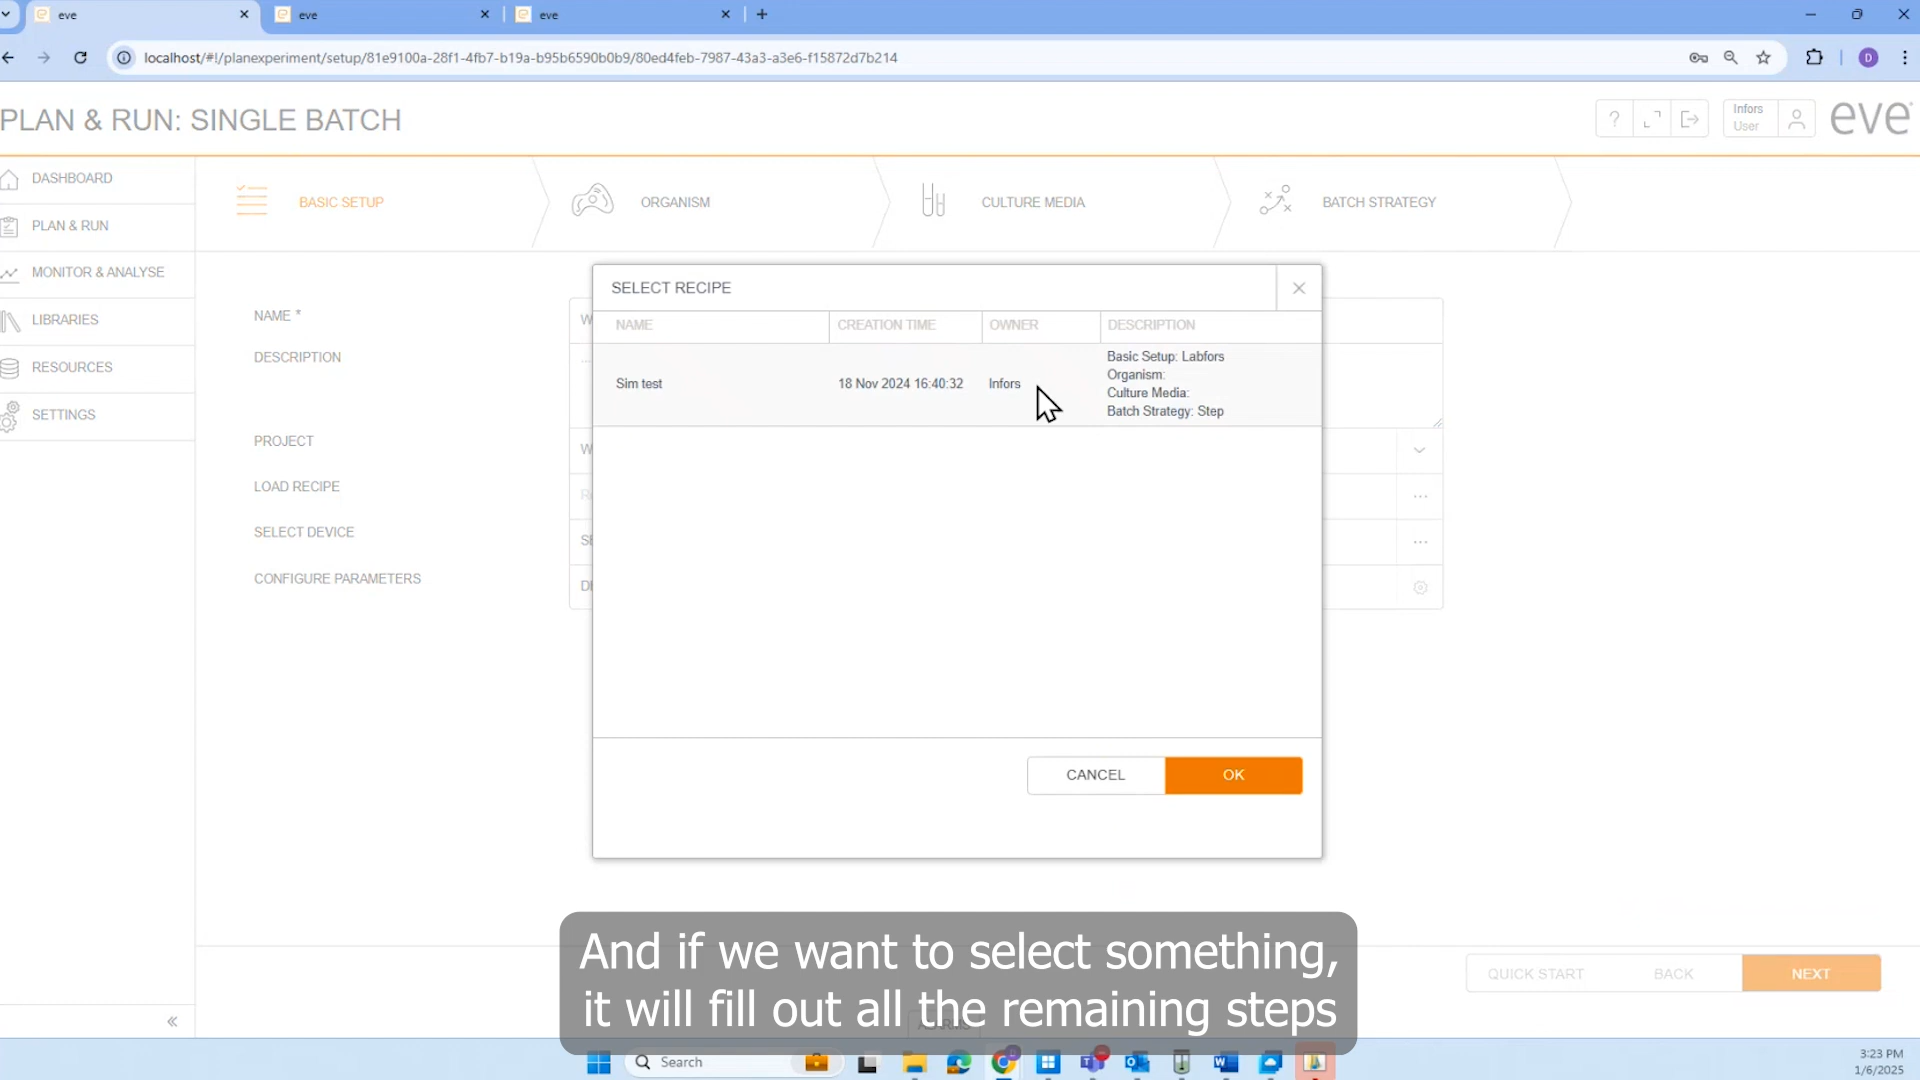 eve
eve
eve
localhost/#!/planexperiment/setup/81e9100a-28f1-4fb7-b19a-b95b6590b0b9/80ed4feb-7987-43a3-a3e6-f15872d7b214
D
PLAN & RUN: SINGLE BATCH
?
Infors
User
eve
DASHBOARD
PLAN & RUN
MONITOR & ANALYSE
LIBRARIES
RESOURCES
SETTINGS
BASIC SETUP
ORGANISM
CULTURE MEDIA
BATCH STRATEGY
NAME *
DESCRIPTION
PROJECT
LOAD RECIPE
SELECT DEVICE
CONFIGURE PARAMETERS
SELECT RECIPE
NAME
CREATION TIME
OWNER
DESCRIPTION
Sim test
18 Nov 2024 16:40:32
Infors
Basic Setup: Labfors
Organism:
Culture Media:
Batch Strategy: Step
CANCEL
OK
QUICK START
BACK
NEXT
And if we want to select something,
it will fill out all the remaining steps
Search
3:23 PM
1/6/2025